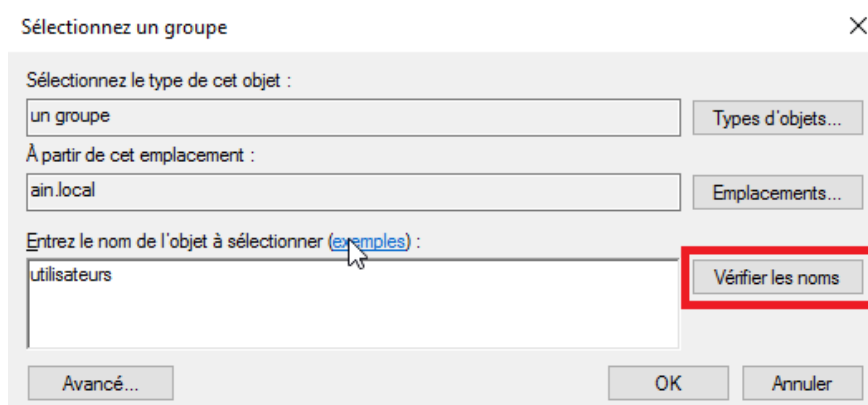 Sélectionnez un groupe
Sélectionnez le type de cet objet :
un groupe
Types d'objets...
À partir de cet emplacement :
ain.local
Emplacements...
Entrez le nom de l'objet à sélectionner (exemples) :
utilisateurs
Vérifier les noms
Avancé...
OK
Annuler